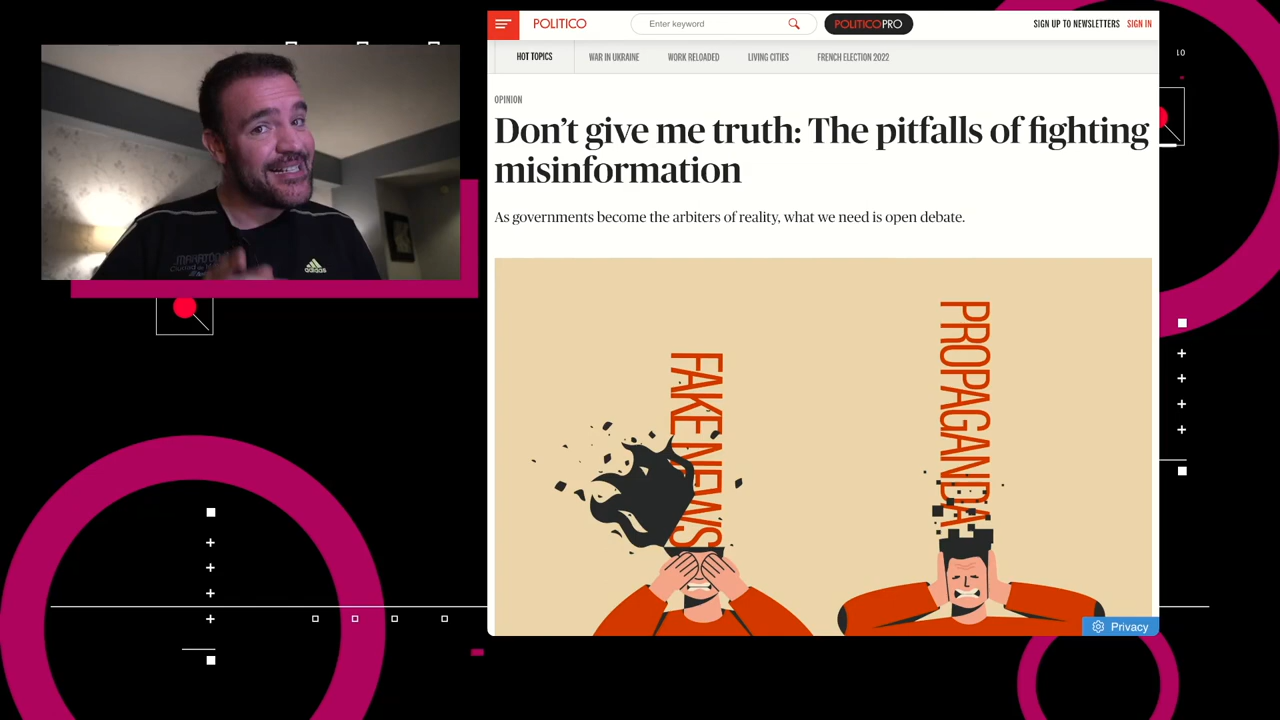 POLITICO
Enter keyword
POLITICOPRO
SIGN UP TO NEWSLETTERS
SIGN IN
HOT TOPICS
WAR IN UKRAINE
WORK RELOADED
LIVING CITIES
FRENCH ELECTION 2022
01
OPINION
Don't give me truth: The pitfalls of fighting
misinformation
As governments become the arbiters of reality, what we need is open debate.
adidas
FAKE NEWS
PROPAGANDA
Privacy